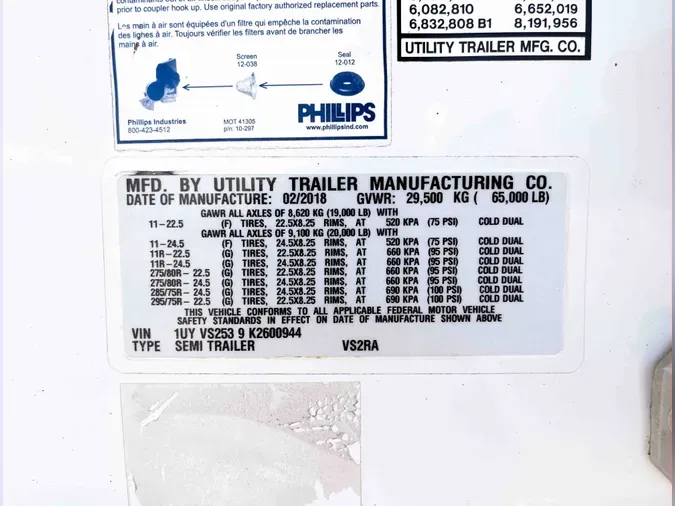 prior to coupler hook up. Use original factory authorized replacement parts.
Les main à air sont équipées d'un filtre qui empêche la contamination
des lighes à air. Toujours vérifier les filters avant de brancher les
mains à air.
Screen
12-038
Seal
12-012
Phillips Industries
800-423-4512
MOT 41305
p/n: 10-297
PHILLIPS
www.phillipsind.com
6,082,810 6,652,019
6,832,808 B1 8,191,956
UTILITY TRAILER MFG. CO.
MFD. BY UTILITY TRAILER MANUFACTURING CO.
DATE OF MANUFACTURE: 02/2018 GVWR: 29,500 KG ( 65,000 LB)
GAWR ALL AXLES OF 8,620 KG (19,000 LB) WITH
11-22.5 (F) TIRES, 22.5X8.25 RIMS, AT 520 KPA (75 PSI) COLD DUAL
GAWR ALL AXLES OF 9,100 KG (20,000 LB) WITH
11-24.5 (F) TIRES, 24.5X8.25 RIMS, AT 520 KPA (75 PSI) COLD DUAL
11R-22.5 (G) TIRES, 22.5X8.25 RIMS, AT 660 KPA (95 PSI) COLD DUAL
11R-24.5 (G) TIRES, 24.5X8.25 RIMS, AT 660 KPA (95 PSI) COLD DUAL
275/80R-22.5 (G) TIRES, 22.5X8.25 RIMS, AT 660 KPA (95 PSI) COLD DUAL
275/80R-24.5 (G) TIRES, 24.5X8.25 RIMS, AT 660 KPA (95 PSI) COLD DUAL
285/75R-24.5 (G) TIRES, 24.5X8.25 RIMS, AT 690 KPA (100 PSI) COLD DUAL
295/75R-22.5 (G) TIRES, 22.5X8.25 RIMS, AT 690 KPA (100 PSI) COLD DUAL
THIS VEHICLE CONFORMS TO ALL APPLICABLE FEDERAL MOTOR VEHICLE
SAFETY STANDARDS IN EFFECT ON DATE OF MANUFACTURE SHOWN ABOVE
VIN 1UY VS253 9 K2600944
TYPE SEMI TRAILER VS2RA